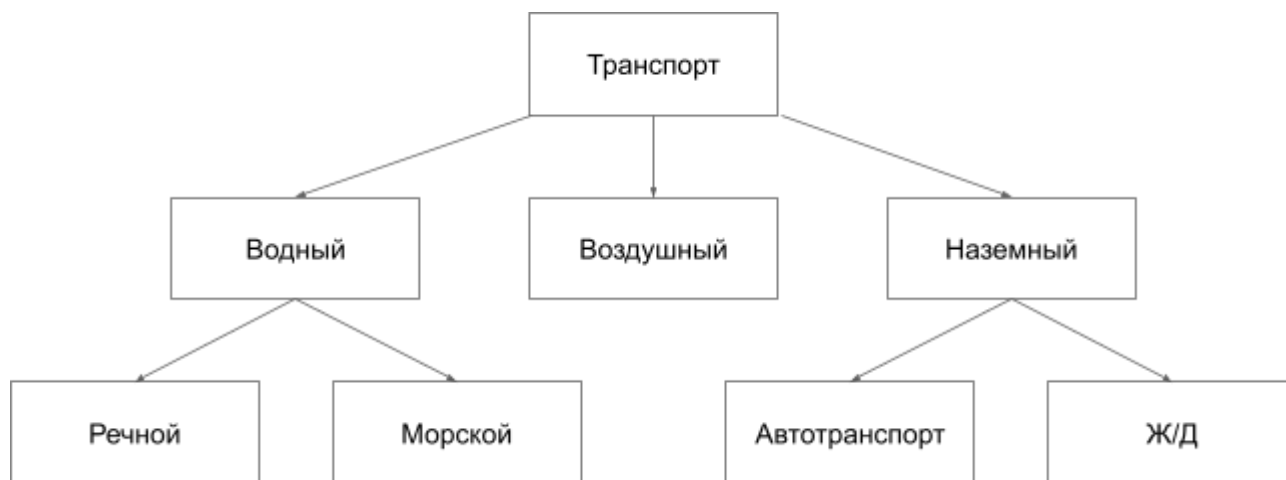 Транспорт
Водный
Воздушный
Наземный
Речной
Морской
Автотранспорт
Ж/Д